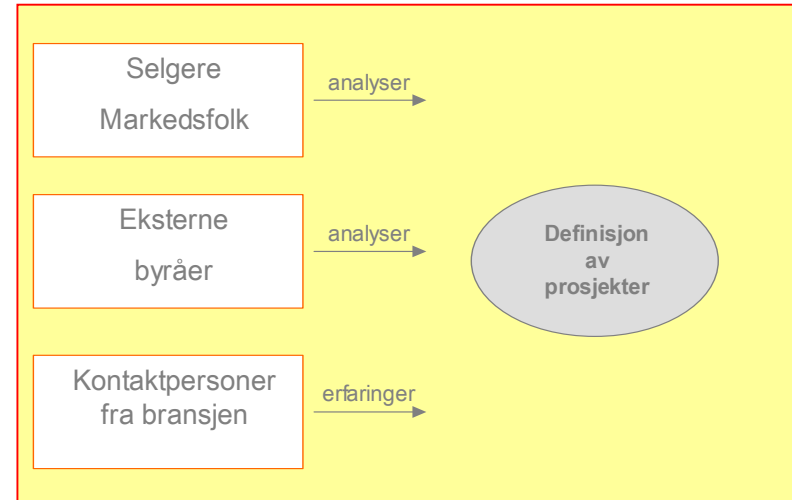 Selgere
Markedsfolk
analyser
Eksterne
byråer
analyser
Definisjon
av
prosjekter
Kontaktpersoner
fra bransjen
erfaringer